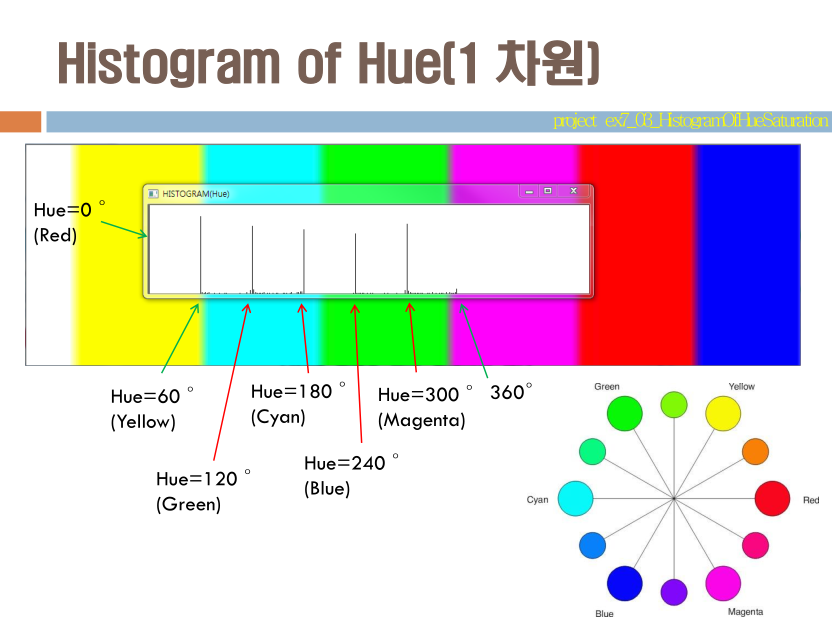 Histogram of Hue(1 차원)
project ex7_03_HistogramOfHueSaturation
HISTOGRAM(Hue)
Hue=0 °
(Red)
Hue=60 °
(Yellow)
Hue=120 °
(Green)
Hue=180 °
(Cyan)
Hue=240 °
(Blue)
Hue=300 °
(Magenta)
360°
Green
Yellow
Cyan
Red
Blue
Magenta